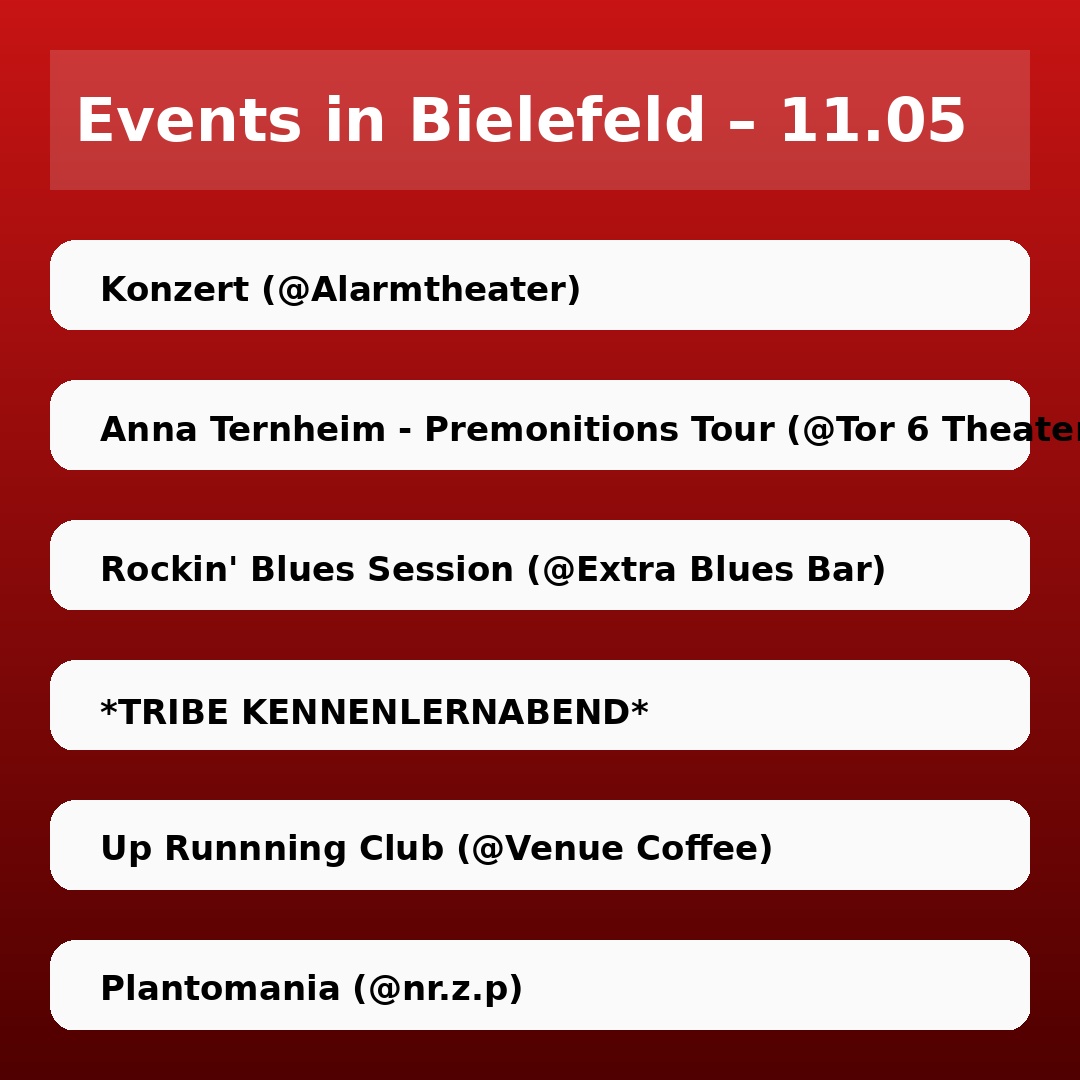 Events in Bielefeld – 11.05
Konzert (@Alarmtheater)
Anna Ternheim - Premonitions Tour (@Tor 6 Theater
Rockin' Blues Session (@Extra Blues Bar)
*TRIBE KENNENLERNABEND*
Up Runnning Club (@Venue Coffee)
Plantomania (@nr.z.p)